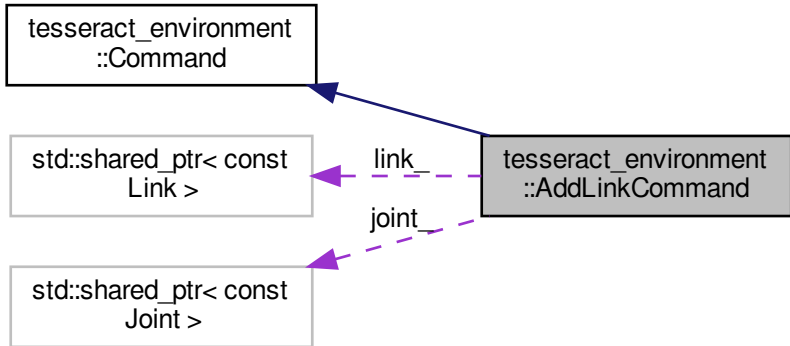 tesseract_environment
::Command
std::shared_ptr< const
Link >
link_
tesseract_environment
::AddLinkCommand
joint_
std::shared_ptr< const
Joint >